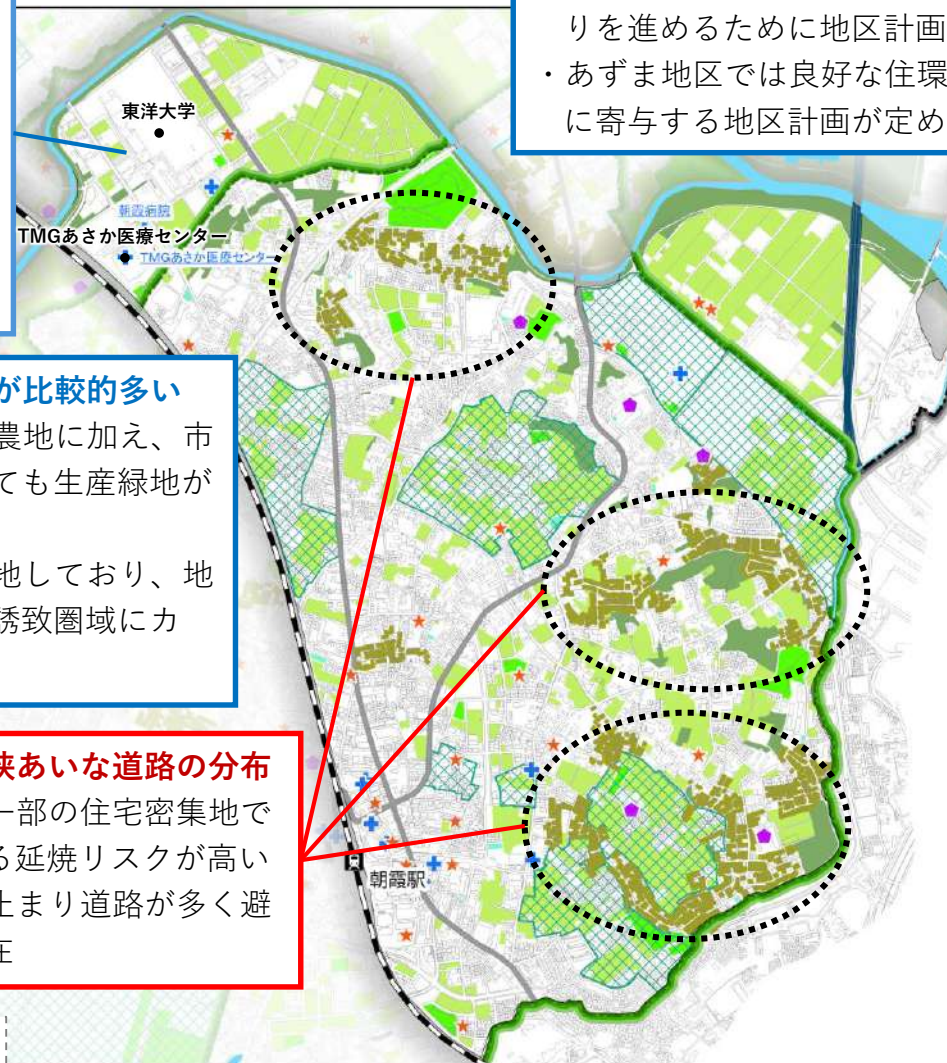 りを進めるために地区計画
・あずま地区では良好な住環
に寄与する地区計画が定め
東洋大学
朝霞病院
TMGあさか医療センター
TMGあさか医療センター
が比較的多い
農地に加え、市
ても生産緑地が
地しており、地
誘致圏域にカ
狭あいな道路の分布
一部の住宅密集地で
る延焼リスクが高い
止まり道路が多く避
在
朝霞駅